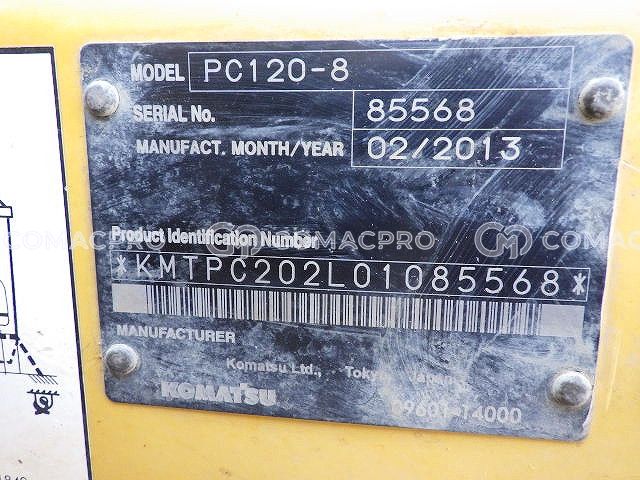 MODEL PC120-8
SERIAL No. 85568
MANUFACT. MONTH/YEAR 02/2013
Product Identification Number
COMACPRO COMACPRO COMACPRO
*KMTPC202L01085568*
MANUFACTURER
Komatsu Ltd., Tokyo Japan
KOMATSU 09601-14000